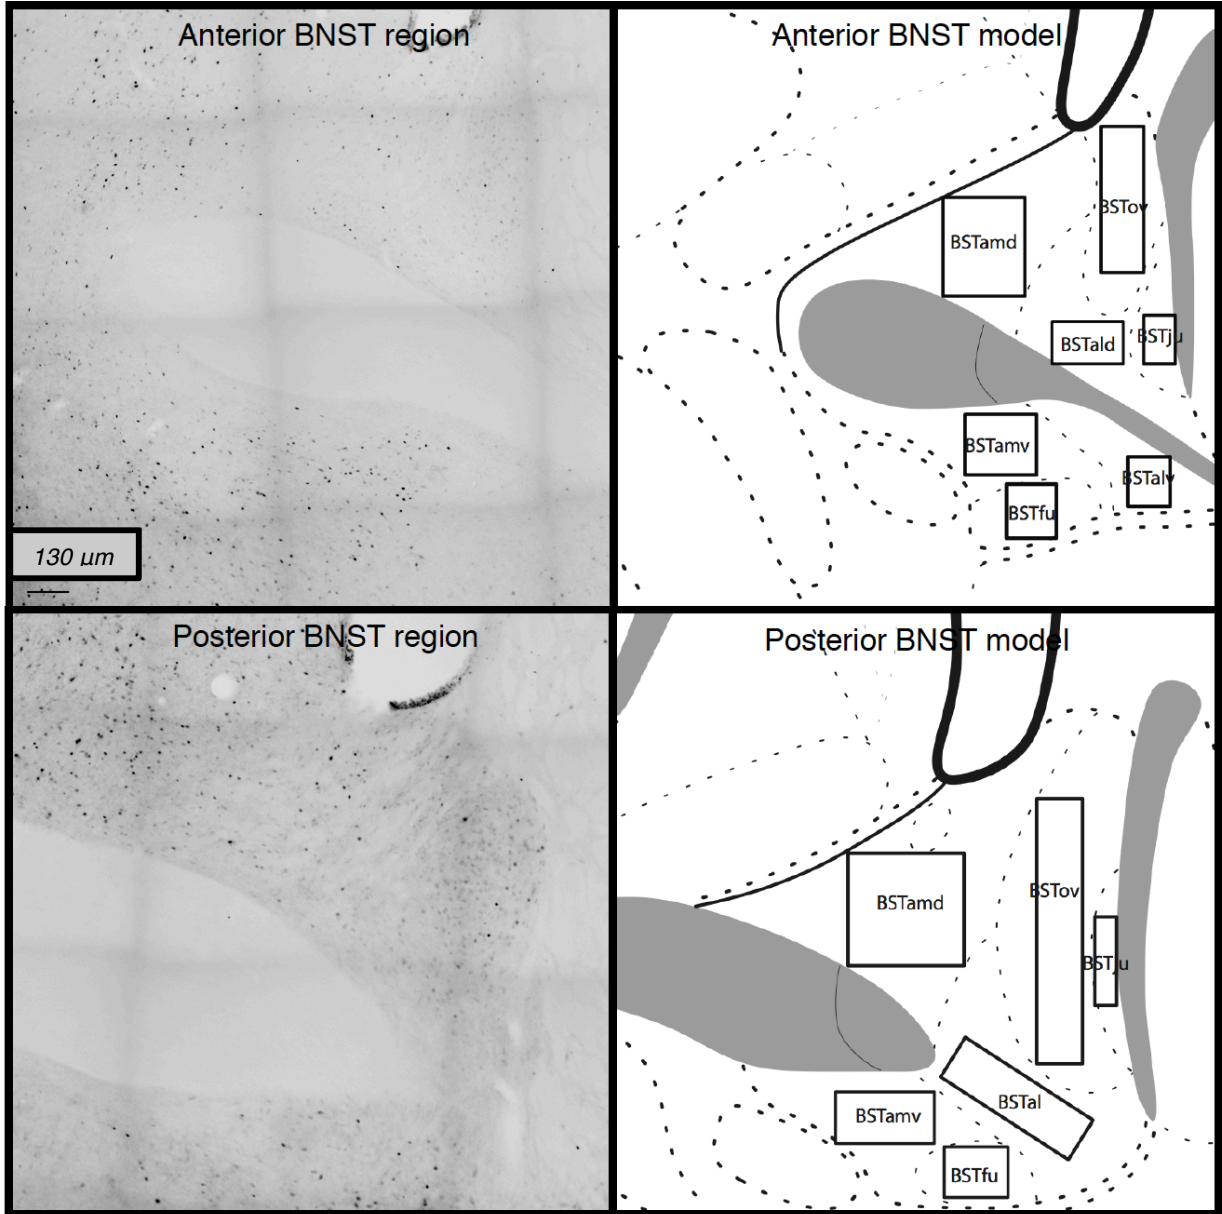 Anterior BNST region
Anterior BNST model
BSTov
BSTamd
BSTald
BSTju
BSTamv
BSTalv
BSTfu
130 µm
Posterior BNST region
Posterior BNST model
BSTov
BSTamd
BSTju
BSTal
BSTamv
BSTfu